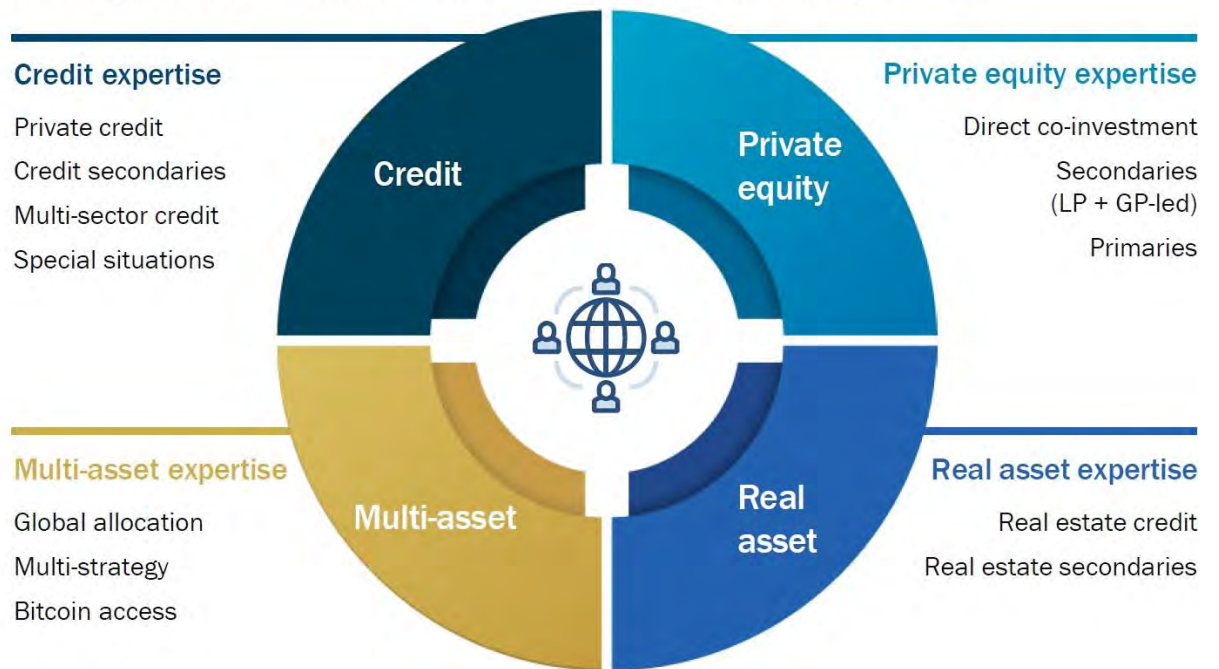 Credit expertise
Private credit
Credit secondaries
Multi-sector credit
Special situations
Credit
Private
equity
Private equity expertise
Direct co-investment
Secondaries
(LP + GP-led)
Primaries
Multi-asset expertise
Global allocation
Multi-strategy
Bitcoin access
Multi-asset
Real
asset
Real asset expertise
Real estate credit
Real estate secondaries